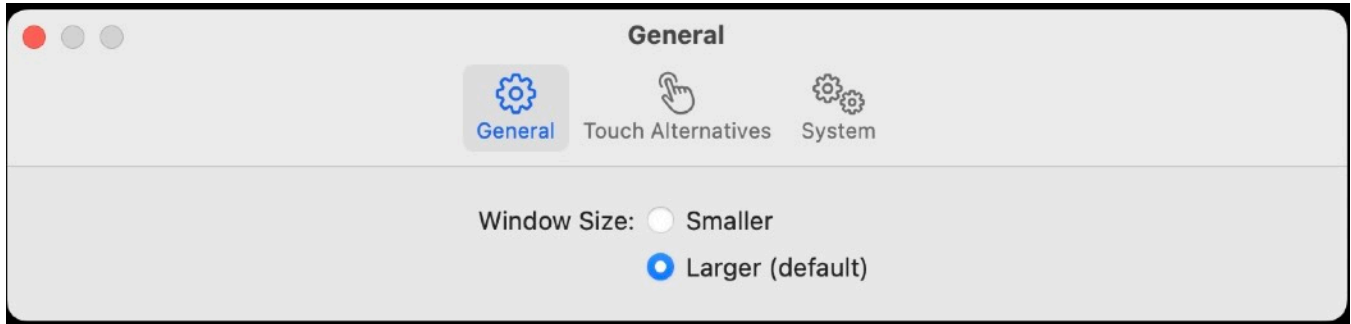 General
General Touch Alternatives System
Window Size: Smaller
Larger (default)